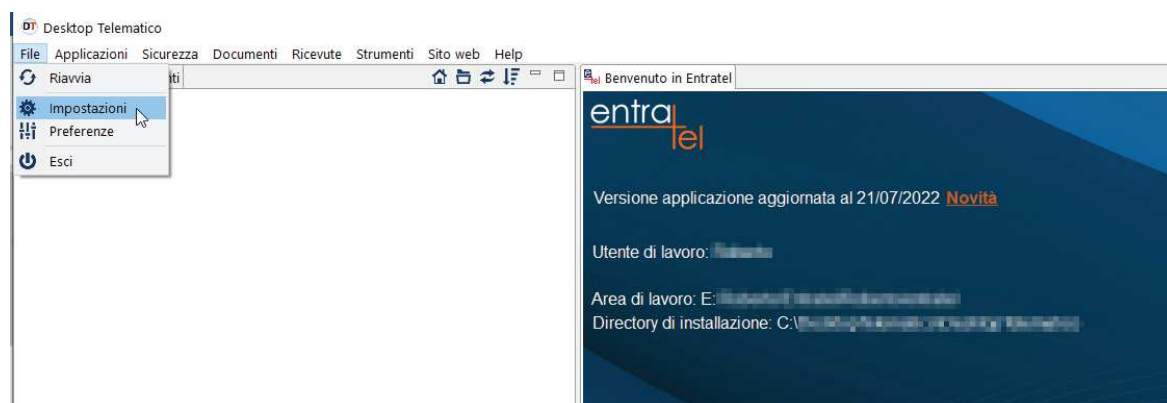 DT Desktop Telematico
File Applicazioni Sicurezza Documenti Ricevute Strumenti Sito web Help
Riavvia
Impostazioni
Preferenze
Esci
Benvenuto in Entratel
entratel
Versione applicazione aggiornata al 21/07/2022 Novità
Utente di lavoro:
Area di lavoro: E:
Directory di installazione: C:\